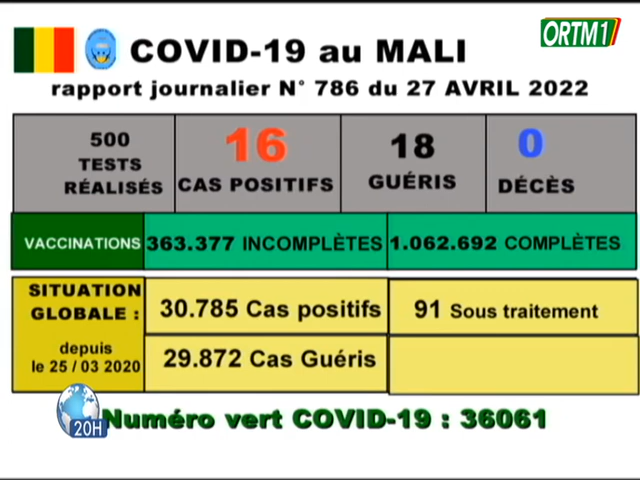 ORTM1
COVID-19 au MALI
rapport journalier N° 786 du 27 AVRIL 2022
500
TESTS
RÉALISÉS
16
CAS POSITIFS
18
GUÉRIS
0
DÉCÈS
VACCINATIONS
363.377 INCOMPLÈTES
1.062.692 COMPLÈTES
SITUATION
GLOBALE :
depuis
le 25 / 03 2020
30.785 Cas positifs
91 Sous traitement
29.872 Cas Guéris
20H
Numéro vert COVID-19 : 36061